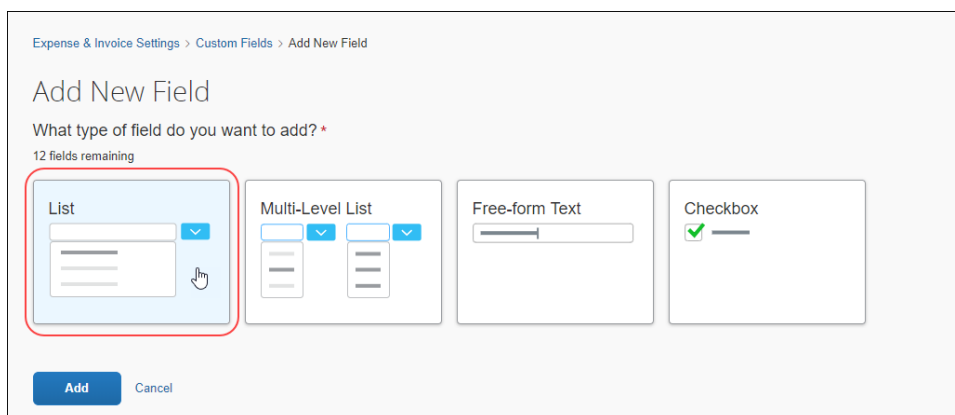 Expense & Invoice Settings > Custom Fields > Add New Field
Add New Field
What type of field do you want to add? *
12 fields remaining
List
Multi-Level List
Free-form Text
Checkbox
Add
Cancel